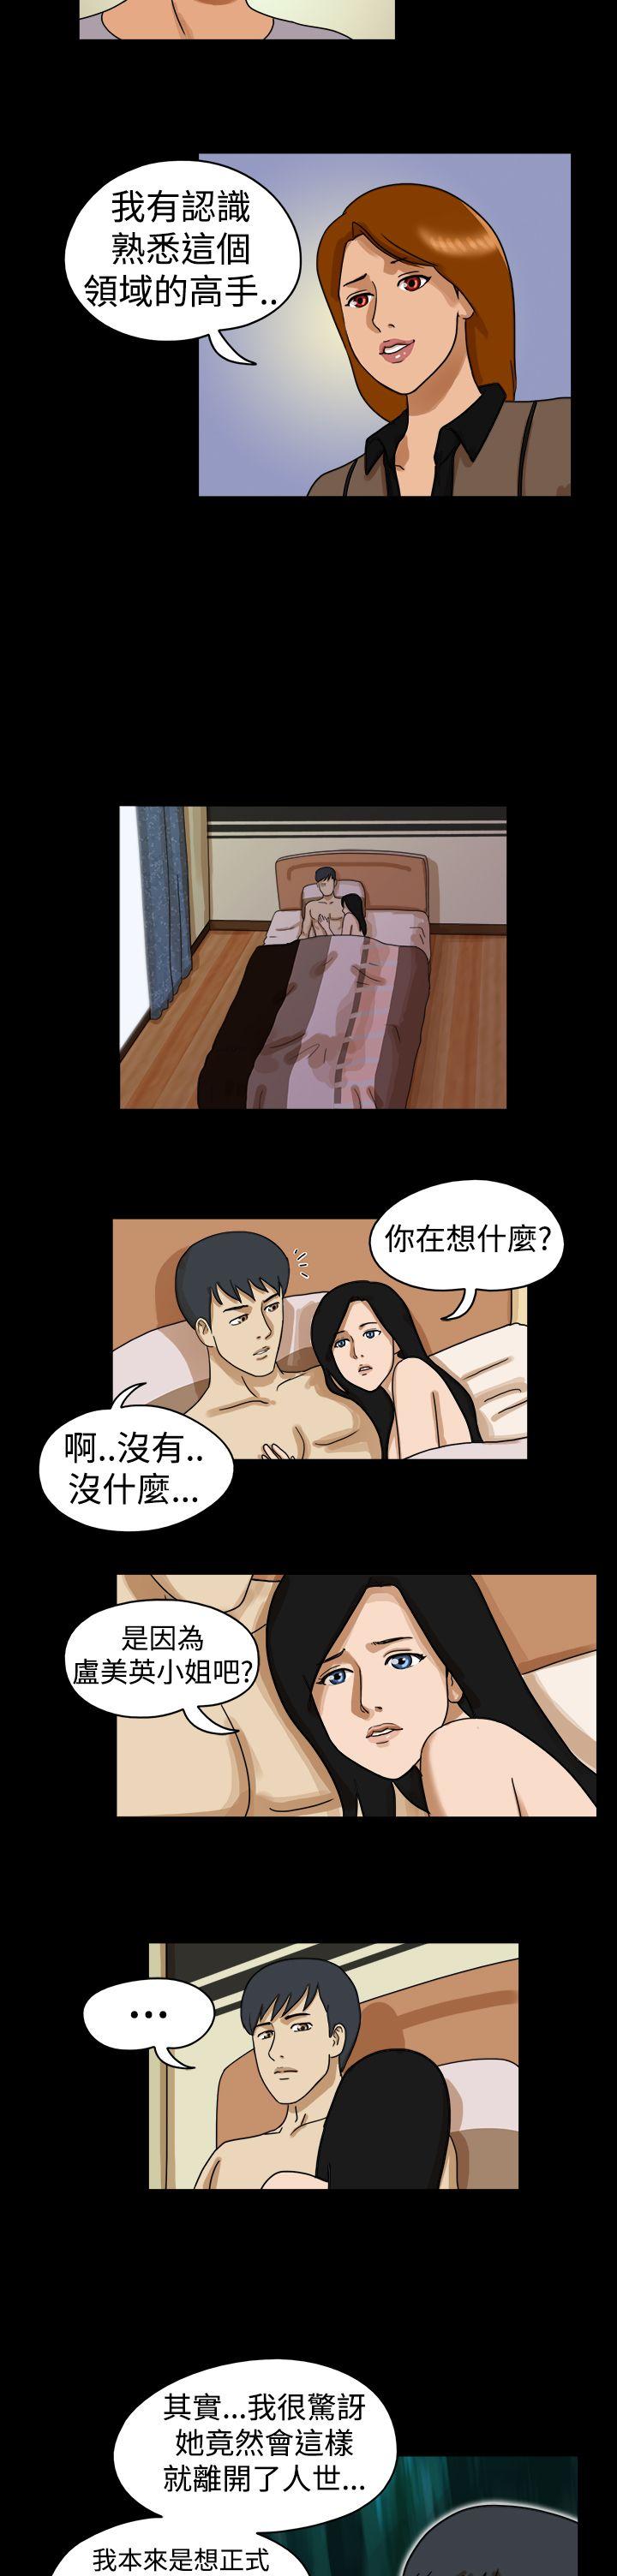 我有認識
熟悉這個
領域的高手..
你在想什麼?
啊..沒有..
沒什麼...
是因為
盧美英小姐吧?
...
其實...我很驚訝
她竟然會這樣
就離開了人世...
我本來是想正式